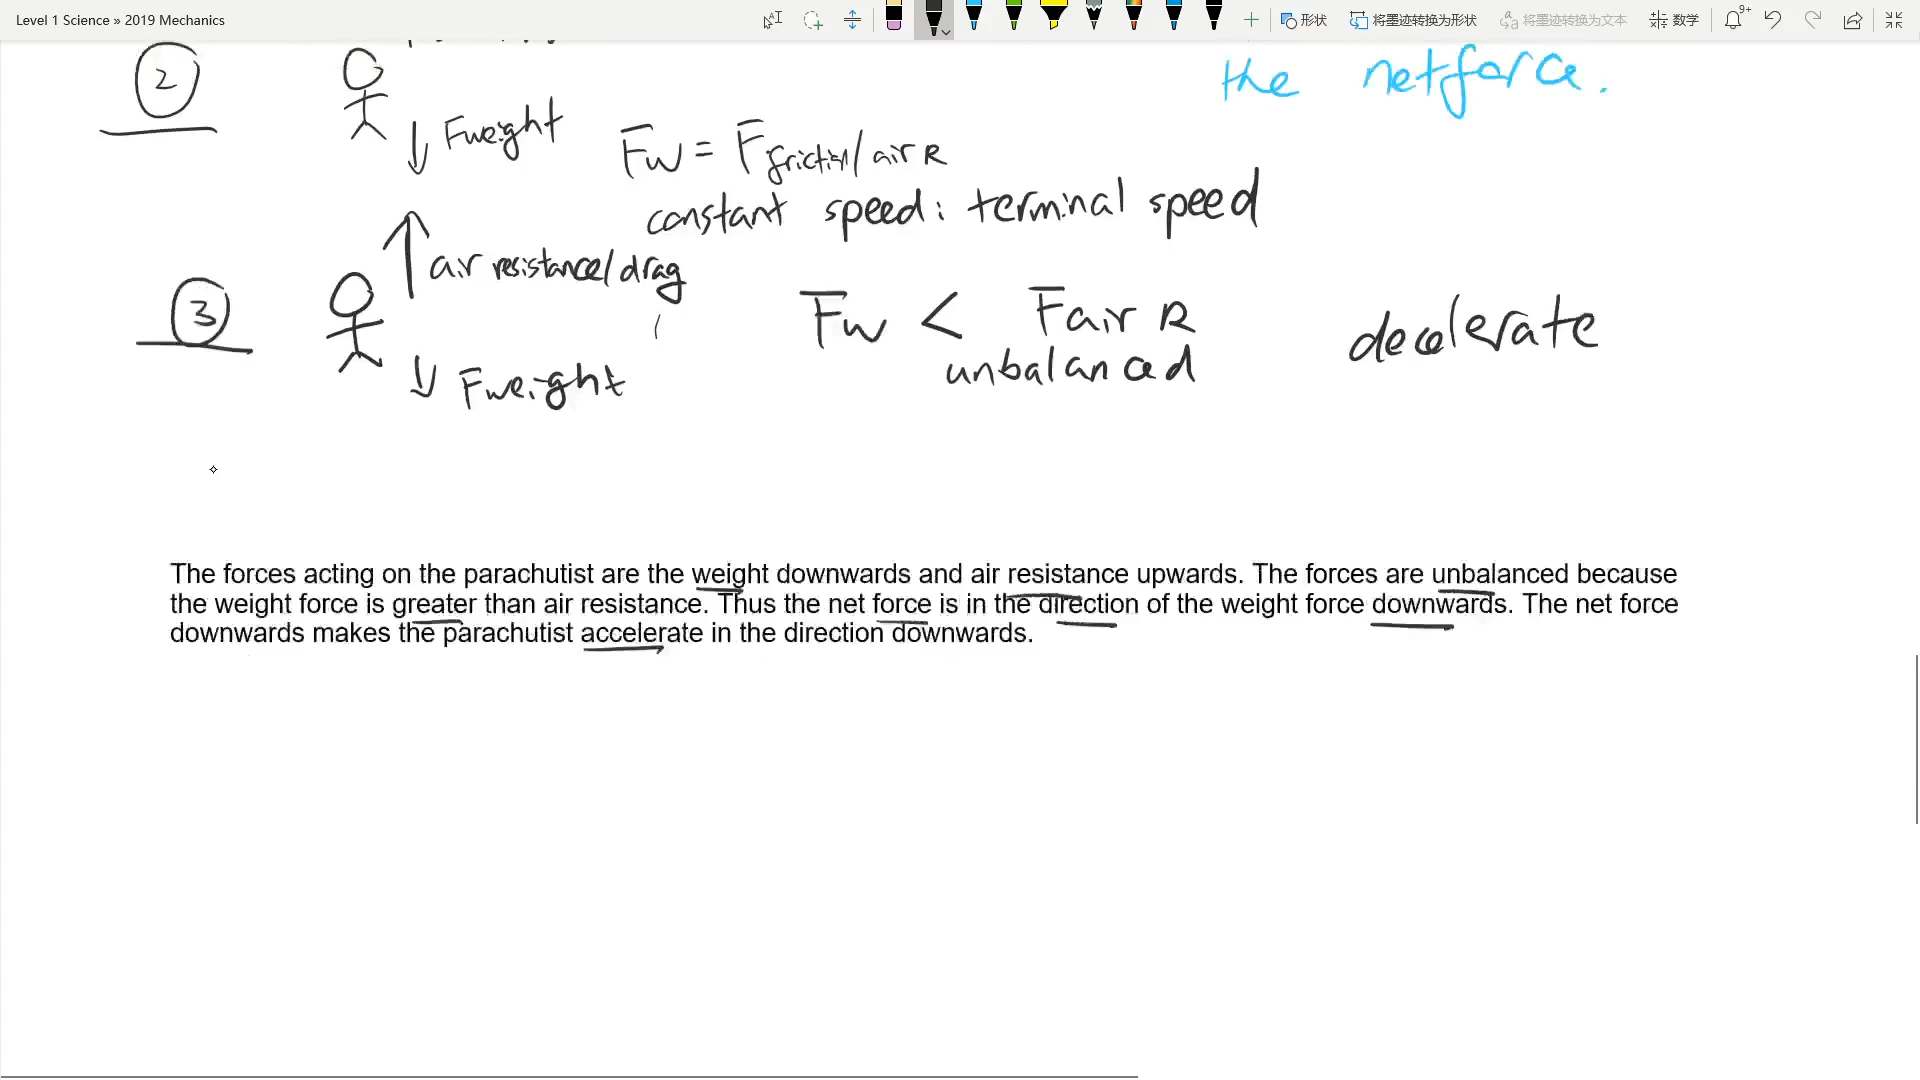 Level 1 Science » 2019 Mechanics
形状
将墨迹转换为形状
将墨迹转换为文本
数学
9+
the netforce.
2
Fweight
Fw = Ffriction/air R
constant speed: terminal speed
air resistance/drag
3
Fw < Fair R
decelerate
unbalanced
Fweight
The forces acting on the parachutist are the weight downwards and air resistance upwards. The forces are unbalanced because
the weight force is greater than air resistance. Thus the net force is in the direction of the weight force downwards. The net force
downwards makes the parachutist accelerate in the direction downwards.